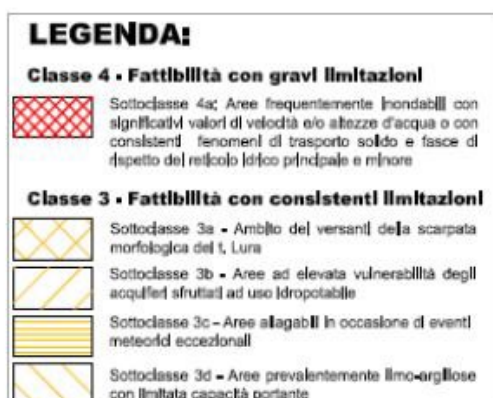 LEGENDA:
Classe 4 - Fattibilità con gravi limitazioni
Sottoclasse 4a; Aree frequentemente inondabili con
significativi valori di velocità e/o altezze d'acqua o con
consistenti fenomeni di trasporto solido e fasce di
rispetto del reticolo idrico principale e minore
Classe 3 - Fattibilità con consistenti limitazioni
Sottoclasse 3a - Ambito dei versanti della scarpata
morfologica del t. Lura
Sottoclasse 3b - Aree ad elevata vulnerabilità degli
acquiferi sfruttati ad uso idropotabile
Sottoclasse 3c - Aree allagabili in occasione di eventi
meteorici eccezionali
Sottoclasse 3d - Aree prevalentemente limo-argillose
con limitata capacità portante